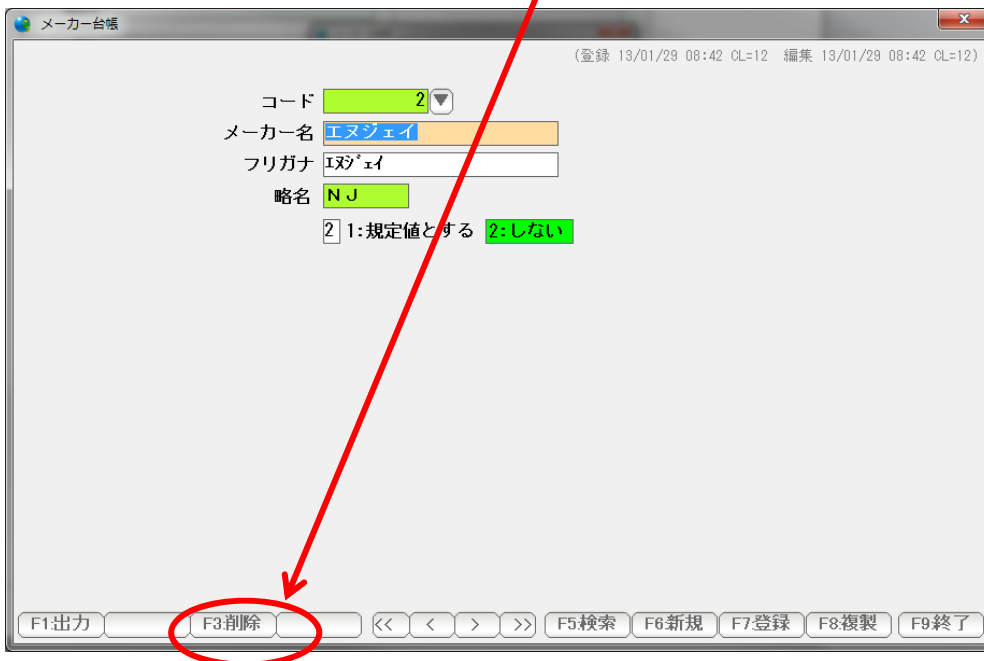 メーカー台帳
(登録 13/01/29 08:42 CL=12 編集 13/01/29 08:42 CL=12)
コード 2
メーカー名 エヌジェイ
フリガナ ｴﾇｼﾞｪｲ
略名 ＮＪ
2 1:規定値とする 2:しない
F1:出力 F3:削除 << < > >> F5:検索 F6:新規 F7:登録 F8:複製 F9:終了